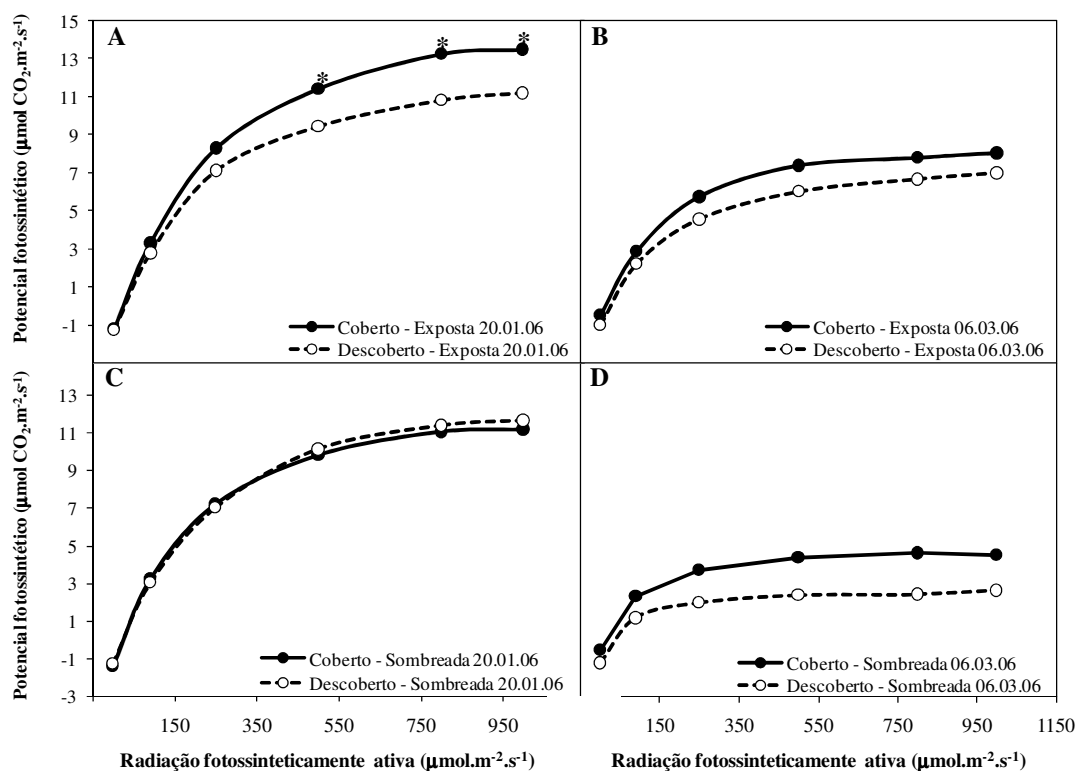 A
B
Potencial fotossintético (µmol CO₂.m⁻².s⁻¹)
15
13
11
9
7
5
3
1
-1
*
*
*
Coberto - Exposta 20.01.06
Descoberto - Exposta 20.01.06
Coberto - Exposta 06.03.06
Descoberto - Exposta 06.03.06
C
D
Potencial fotossintético (µmol CO₂.m⁻².s⁻¹)
13
11
9
7
5
3
1
-1
-3
Coberto - Sombreada 20.01.06
Descoberto - Sombreada 20.01.06
Coberto - Sombreada 06.03.06
Descoberto - Sombreada 06.03.06
150 350 550 750 950
150 350 550 750 950 1150
Radiação fotossinteticamente ativa (µmol.m⁻².s⁻¹)
Radiação fotossinteticamente ativa (µmol.m⁻².s⁻¹)